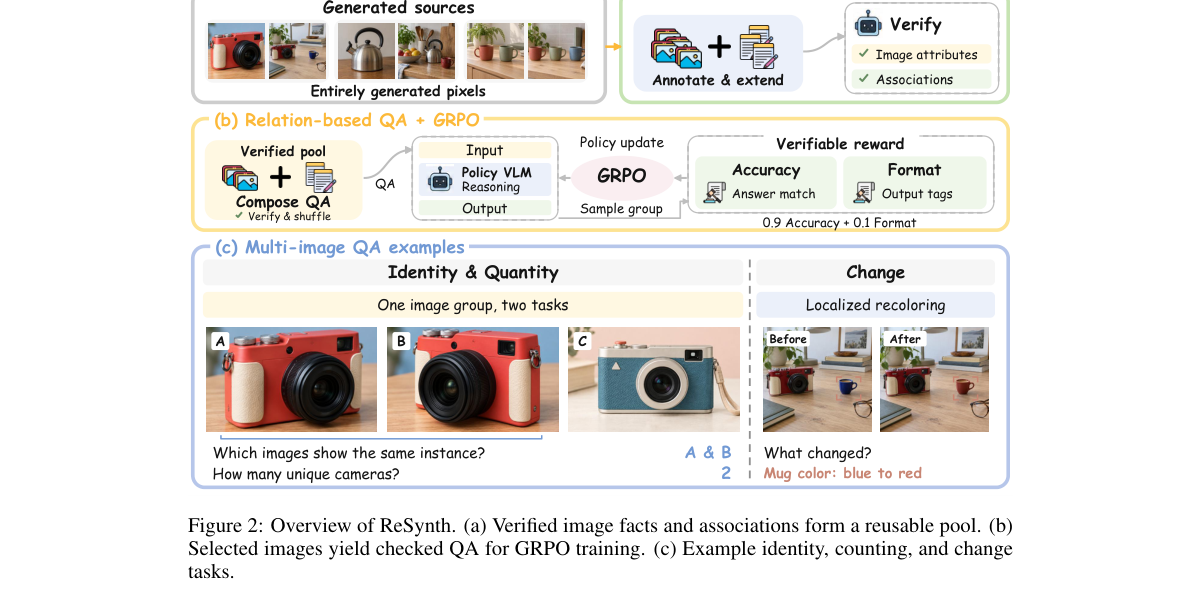 Generated sources
Entirely generated pixels
Annotate & extend
Verify
✓ Image attributes
✓ Associations
(b) Relation-based QA + GRPO
Verified pool
Compose QA
✓ Verify & shuffle
QA
Input
Policy VLM
Reasoning
Output
Policy update
GRPO
Sample group
Verifiable reward
Accuracy
Answer match
Format
Output tags
0.9 Accuracy + 0.1 Format
(c) Multi-image QA examples
Identity & Quantity
One image group, two tasks
A
B
C
Which images show the same instance?
A & B
How many unique cameras?
2
Change
Localized recoloring
Before
After
What changed?
Mug color: blue to red
Figure 2: Overview of ReSynth. (a) Verified image facts and associations form a reusable pool. (b)
Selected images yield checked QA for GRPO training. (c) Example identity, counting, and change
tasks.